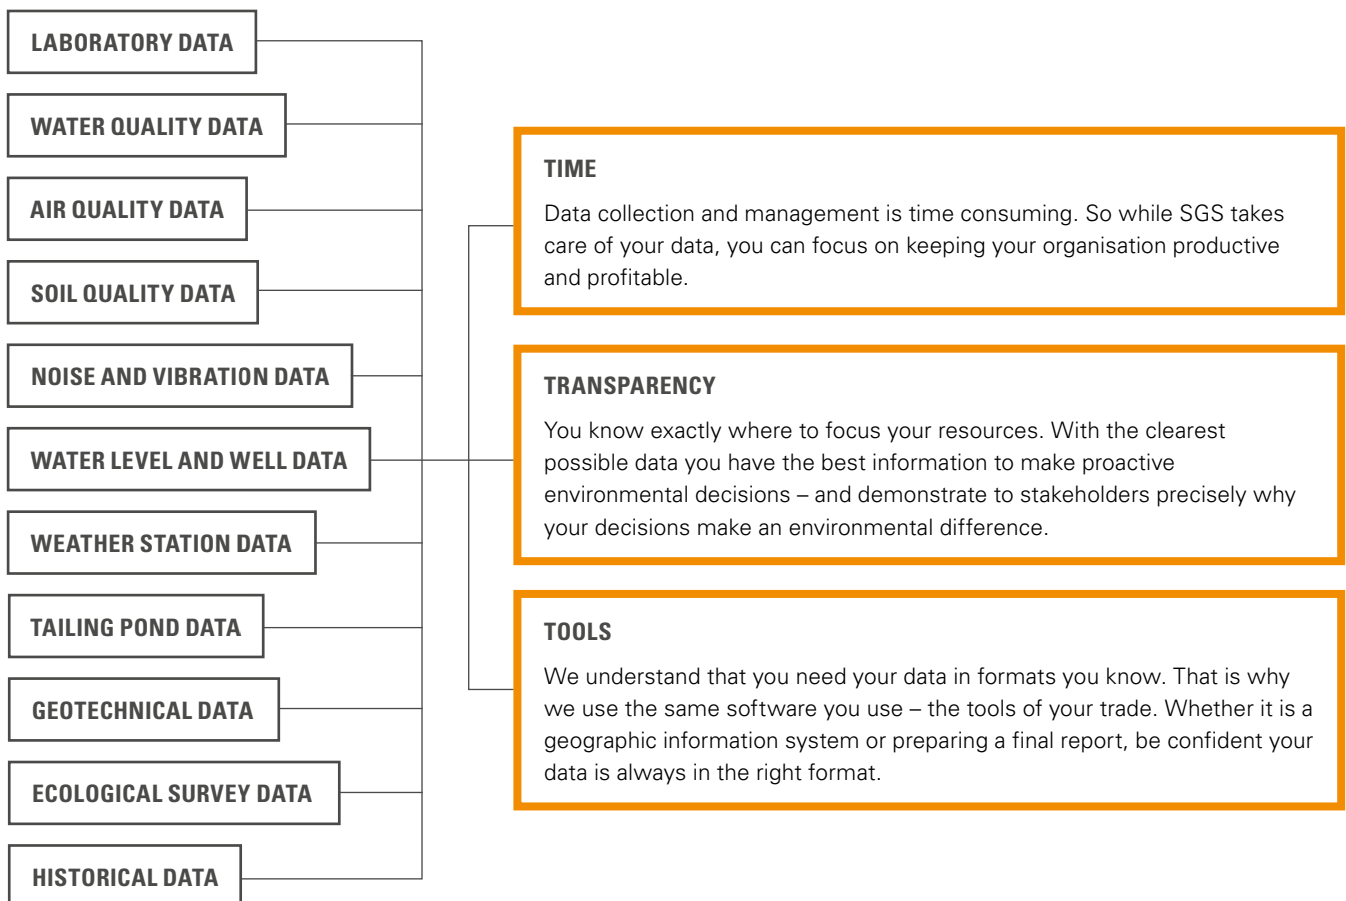 LABORATORY DATA
WATER QUALITY DATA
AIR QUALITY DATA
SOIL QUALITY DATA
NOISE AND VIBRATION DATA
WATER LEVEL AND WELL DATA
WEATHER STATION DATA
TAILING POND DATA
GEOTECHNICAL DATA
ECOLOGICAL SURVEY DATA
HISTORICAL DATA
TIME
Data collection and management is time consuming. So while SGS takes
care of your data, you can focus on keeping your organisation productive
and profitable.
TRANSPARENCY
You know exactly where to focus your resources. With the clearest
possible data you have the best information to make proactive
environmental decisions – and demonstrate to stakeholders precisely why
your decisions make an environmental difference.
TOOLS
We understand that you need your data in formats you know. That is why
we use the same software you use – the tools of your trade. Whether it is a
geographic information system or preparing a final report, be confident your
data is always in the right format.